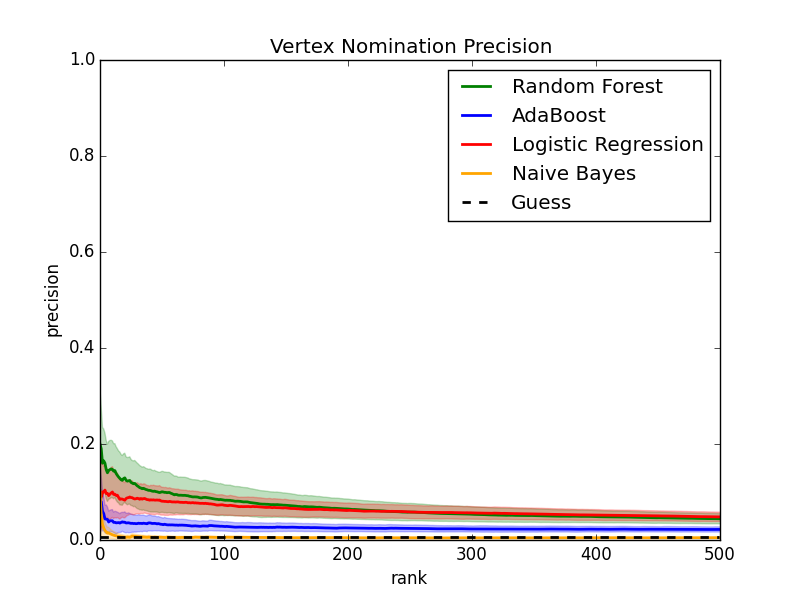 Vertex Nomination Precision
1.0
0.8
0.6
0.4
0.2
0.0
precision
Random Forest
AdaBoost
Logistic Regression
Naive Bayes
Guess
0 100 200 300 400 500
rank